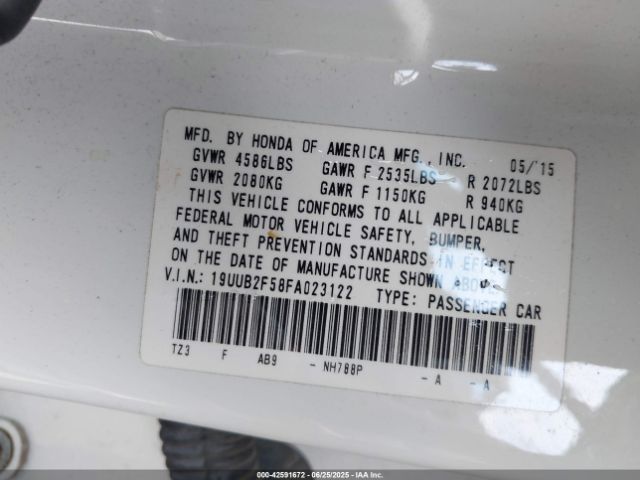 MFD. BY HONDA OF AMERICA MFG., INC. 05/'15
GVWR 4586LBS GAWR F 2535LBS R 2072LBS
GVWR 2080KG GAWR F 1150KG R 940KG
THIS VEHICLE CONFORMS TO ALL APPLICABLE
FEDERAL MOTOR VEHICLE SAFETY, BUMPER,
AND THEFT PREVENTION STANDARDS IN EFFECT
ON THE DATE OF MANUFACTURE SHOWN ABOVE.
V.I.N.: 19UUB2F58FA023122 TYPE: PASSENGER CAR
TZ3 F AB9 - NH788P - A - A
000-42591672 06/25/2025 IAA